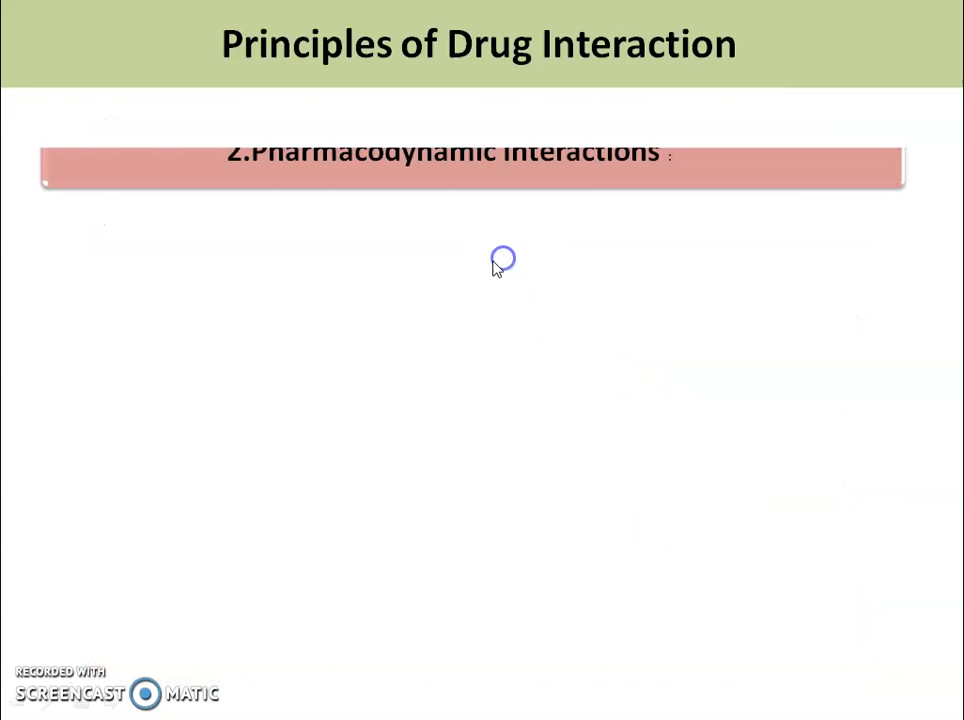 Principles of Drug Interaction
2.Pharmacodynamic Interactions :
RECORDED WITH
SCREENCAST MATIC